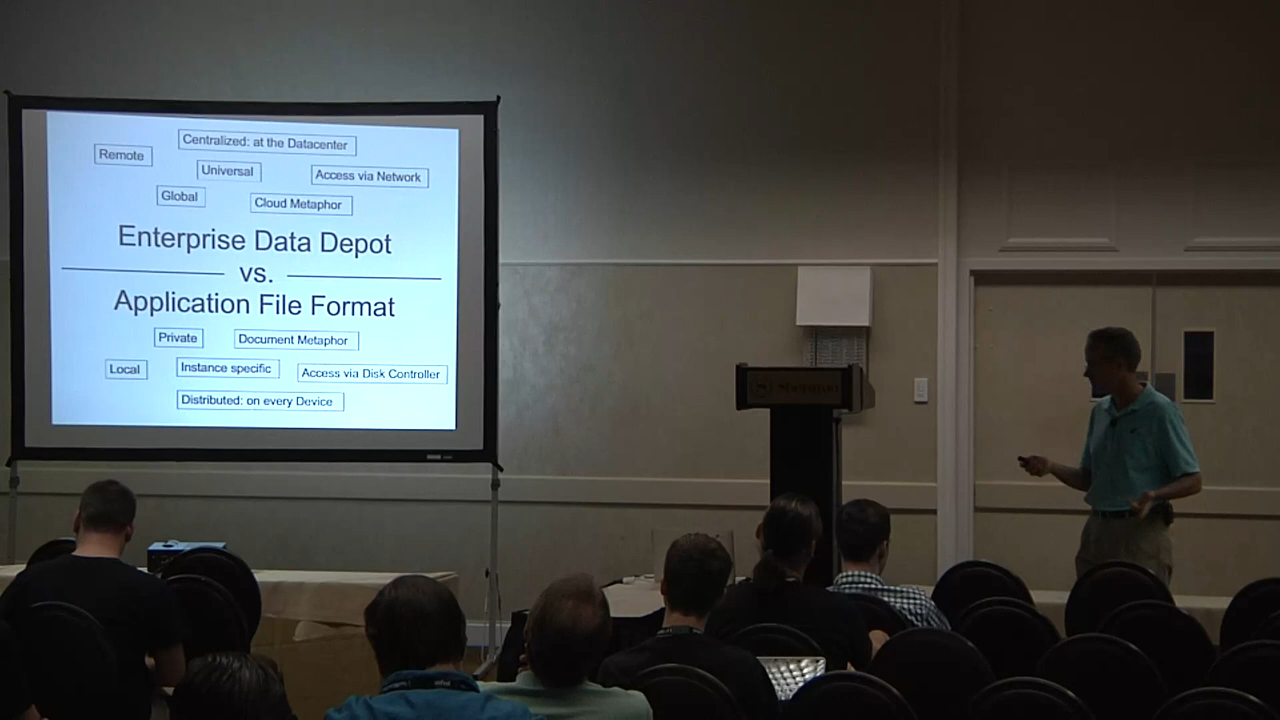 Centralized: at the Datacenter
Remote
Universal
Access via Network
Global
Cloud Metaphor
Enterprise Data Depot
vs.
Application File Format
Private
Document Metaphor
Local
Instance specific
Access via Disk Controller
Distributed: on every Device
Sheraton